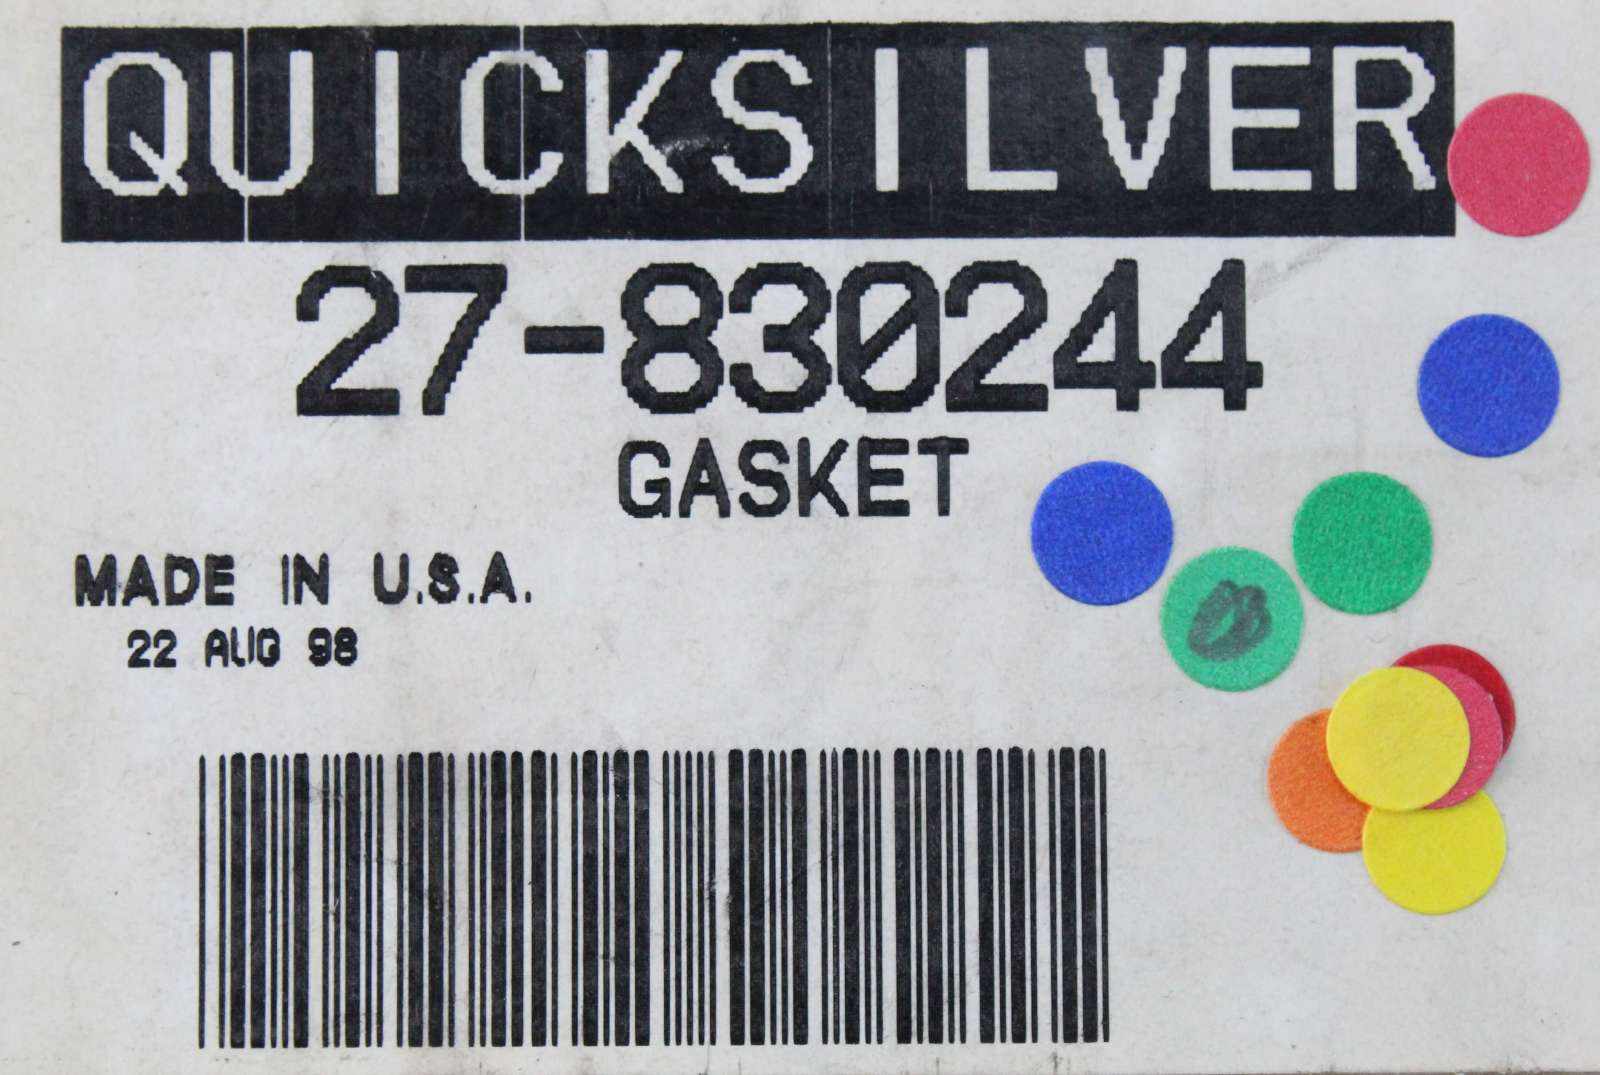 QUICKSILVER
27-830244
GASKET
MADE IN U.S.A.
22 AUG 98